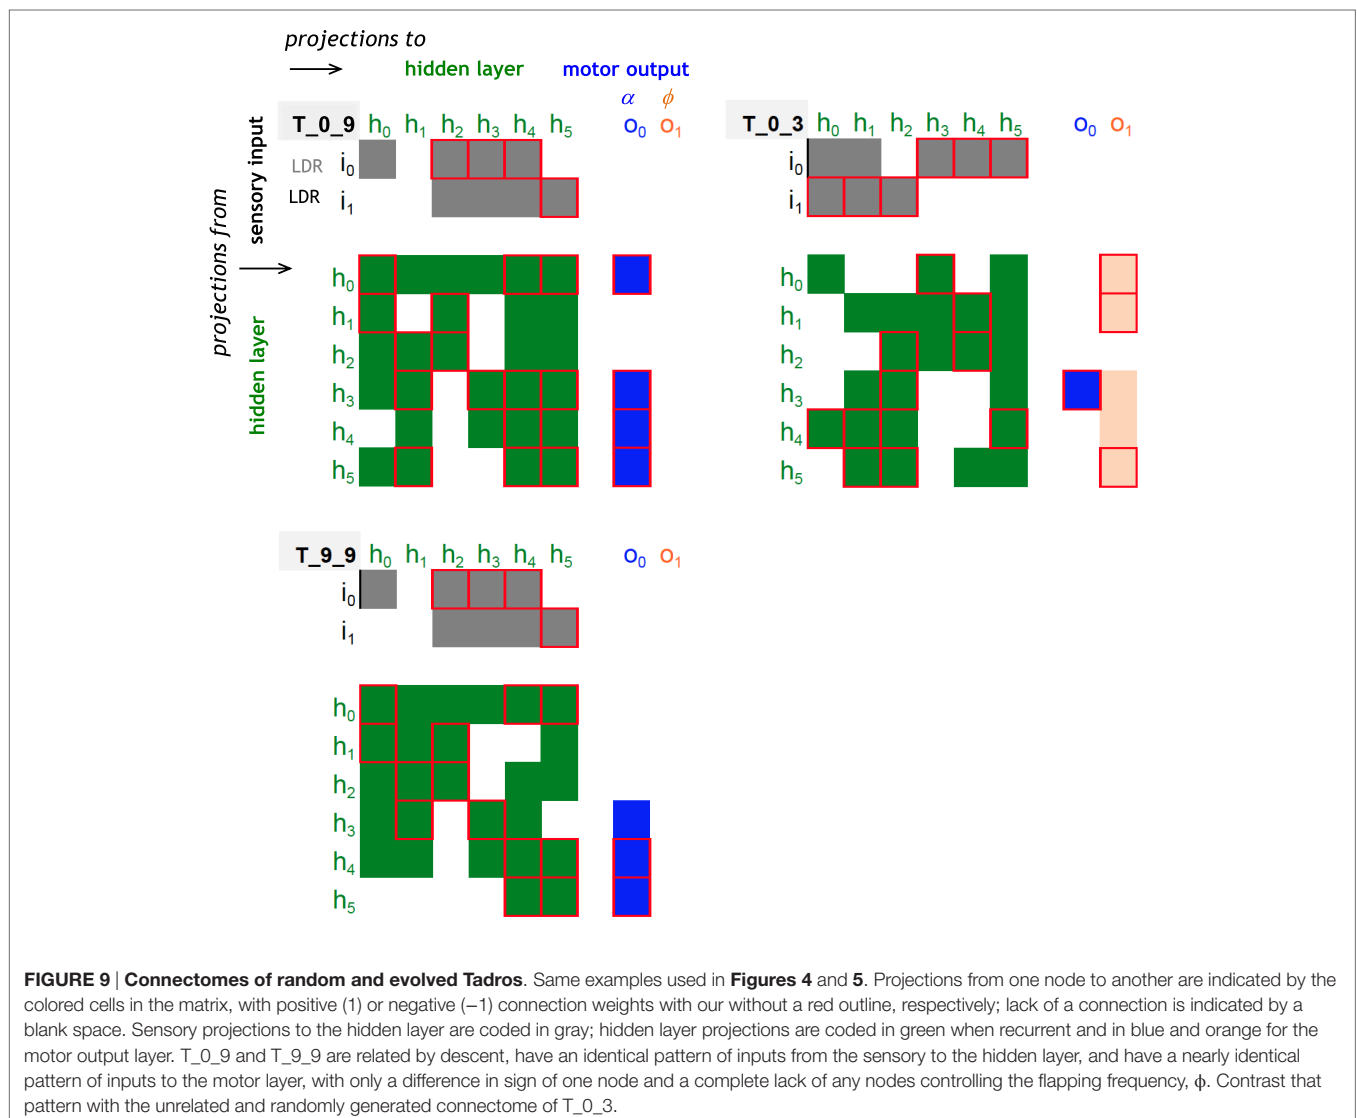 projections to
hidden layer motor output
α ϕ
T_0_9 h0 h1 h2 h3 h4 h5 o0 o1
LDR i0
LDR i1
projections from
sensory input
hidden layer
h0
h1
h2
h3
h4
h5
T_0_3 h0 h1 h2 h3 h4 h5 o0 o1
i0
i1
h0
h1
h2
h3
h4
h5
T_9_9 h0 h1 h2 h3 h4 h5 o0 o1
i0
i1
h0
h1
h2
h3
h4
h5
FIGURE 9 | Connectomes of random and evolved Tadros. Same examples used in Figures 4 and 5. Projections from one node to another are indicated by the
colored cells in the matrix, with positive (1) or negative (−1) connection weights with our without a red outline, respectively; lack of a connection is indicated by a
blank space. Sensory projections to the hidden layer are coded in gray; hidden layer projections are coded in green when recurrent and in blue and orange for the
motor output layer. T_0_9 and T_9_9 are related by descent, have an identical pattern of inputs from the sensory to the hidden layer, and have a nearly identical
pattern of inputs to the motor layer, with only a difference in sign of one node and a complete lack of any nodes controlling the flapping frequency, ϕ. Contrast that
pattern with the unrelated and randomly generated connectome of T_0_3.